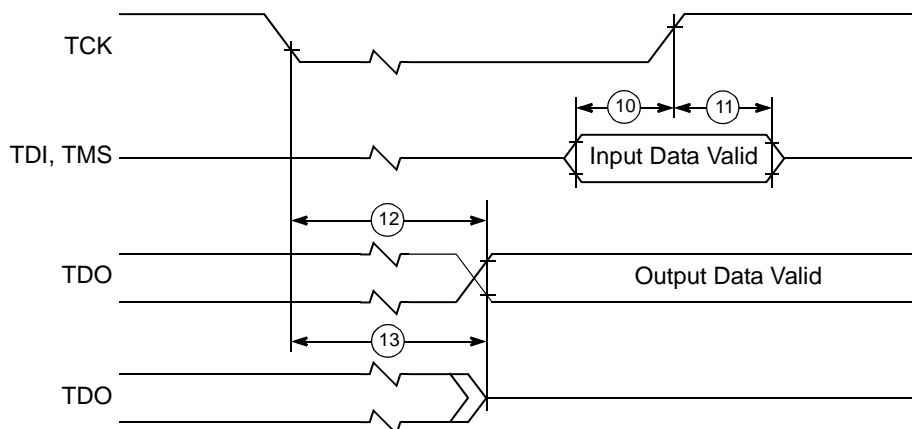 TCK
10
11
TDI, TMS
Input Data Valid
12
TDO
Output Data Valid
13
TDO